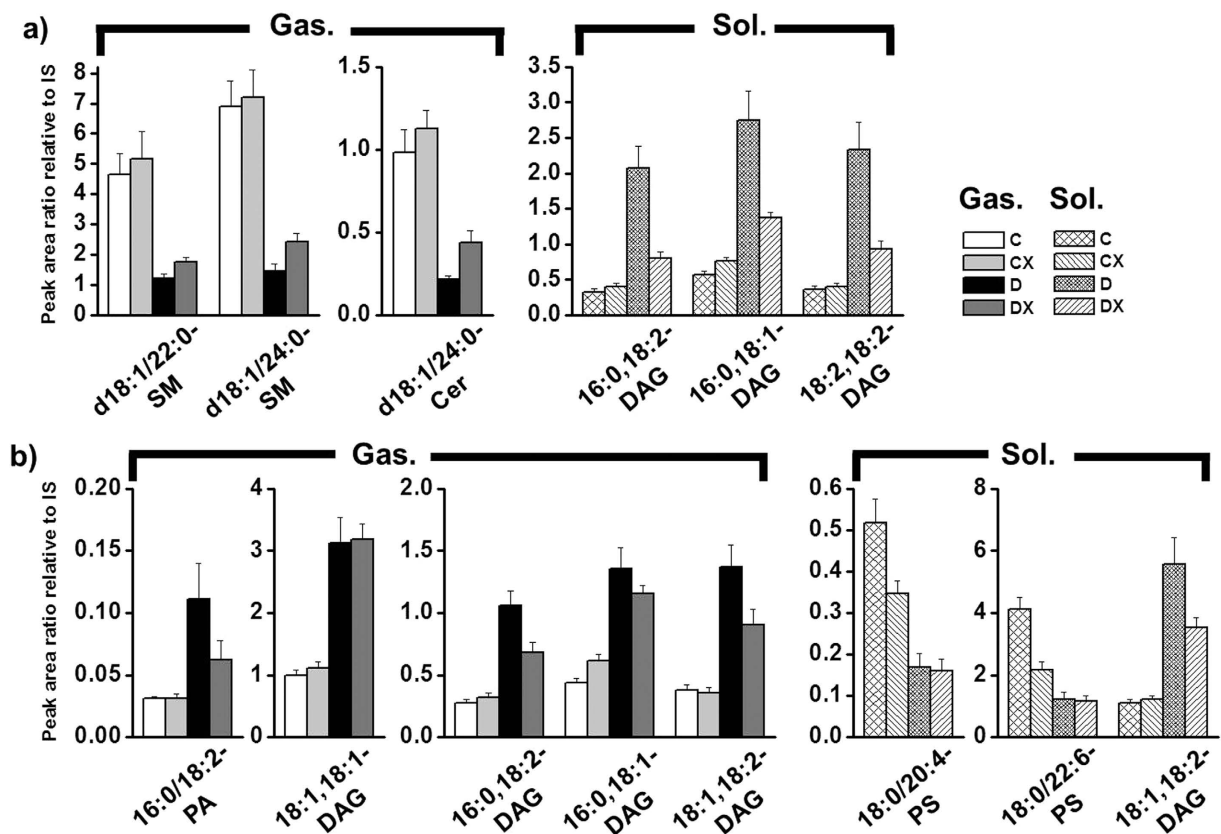 a)
Gas.
Sol.
Peak area ratio relative to IS
8
7
6
5
4
3
2
1
0
1.5
1.0
0.5
0.0
3.5
3.0
2.5
2.0
1.5
1.0
0.5
0.0
d18:1/22:0-
SM
d18:1/24:0-
SM
d18:1/24:0-
Cer
16:0,18:2-
DAG
16:0,18:1-
DAG
18:2,18:2-
DAG
Gas. Sol.
C C
CX CX
D D
DX DX
b)
Gas.
Sol.
Peak area ratio relative to IS
0.20
0.15
0.10
0.05
0.00
4
3
2
1
0
2.0
1.5
1.0
0.5
0.0
0.6
0.5
0.4
0.3
0.2
0.1
0.0
8
6
4
2
0
16:0/18:2-
PA
18:1,18:1-
DAG
16:0,18:2-
DAG
16:0,18:1-
DAG
18:1,18:2-
DAG
18:0/20:4-
PS
18:0/22:6-
PS
18:1,18:2-
DAG